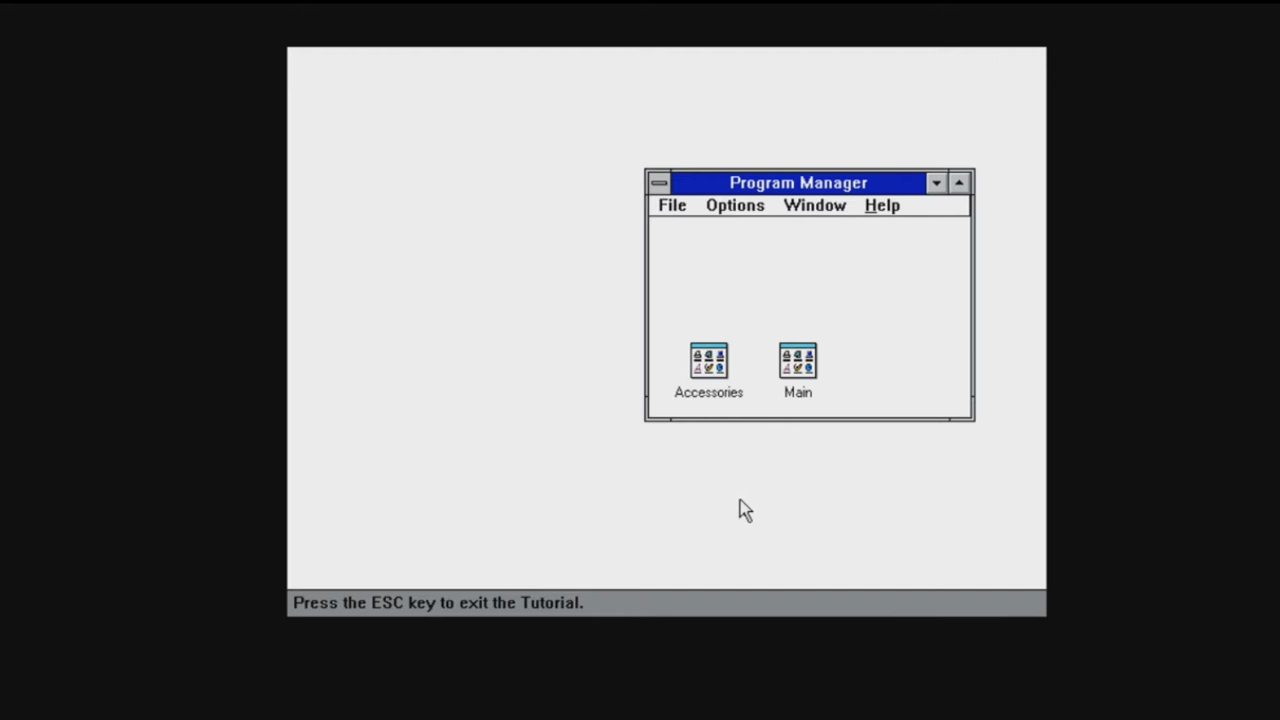 Program Manager
File Options Window Help
Accessories Main
Press the ESC key to exit the Tutorial.